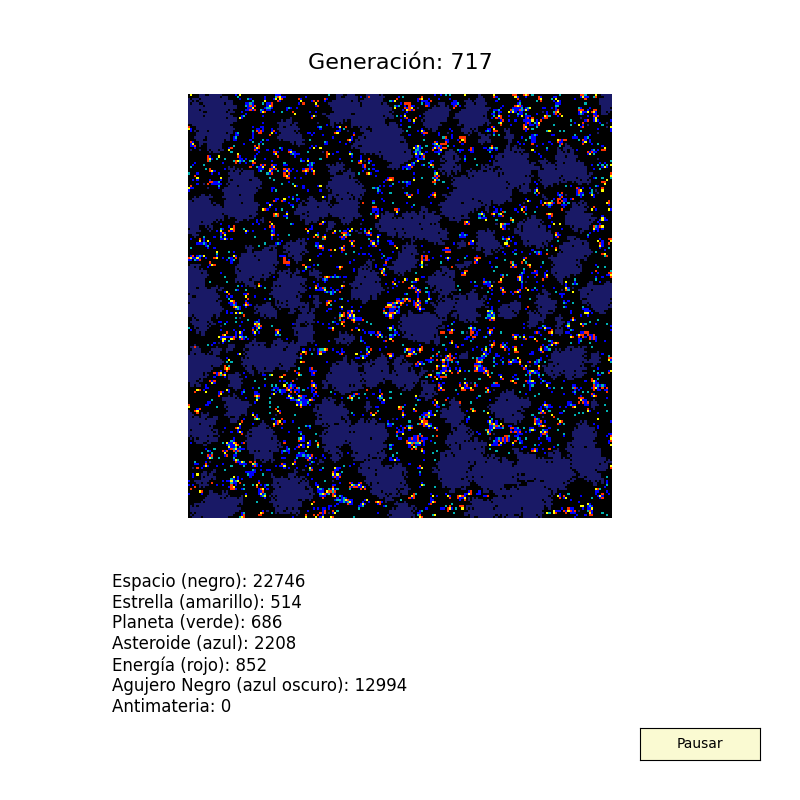 Generación: 717
Espacio (negro): 22746
Estrella (amarillo): 514
Planeta (verde): 686
Asteroide (azul): 2208
Energía (rojo): 852
Agujero Negro (azul oscuro): 12994
Antimateria: 0
Pausar